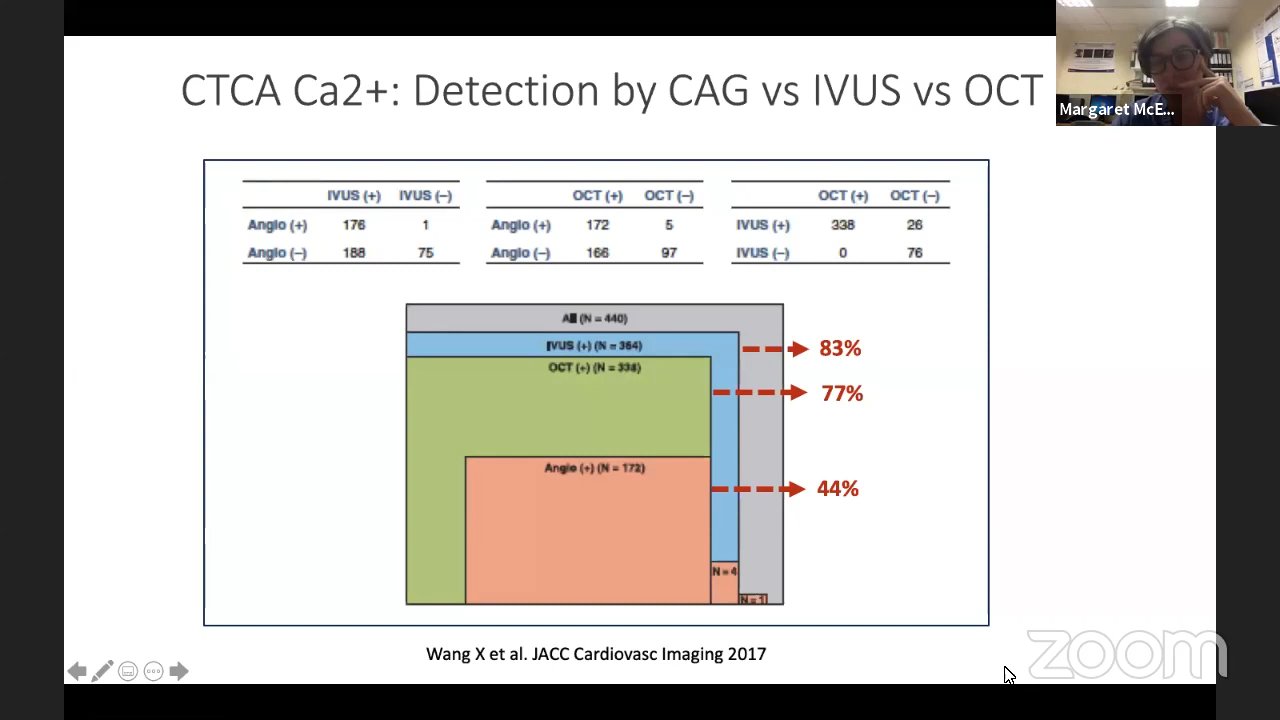 CTCA Ca2+: Detection by CAG vs IVUS vs OCT
Margaret McE...
IVUS (+) IVUS (–)
Angio (+) 176 1
Angio (–) 188 75
OCT (+) OCT (–)
Angio (+) 172 5
Angio (–) 166 97
OCT (+) OCT (–)
IVUS (+) 338 26
IVUS (–) 0 76
All (N = 440)
IVUS (+) (N = 364)
83%
OCT (+) (N = 338)
77%
Angio (+) (N = 172)
44%
N = 4
N = 1
Wang X et al. JACC Cardiovasc Imaging 2017
zoom